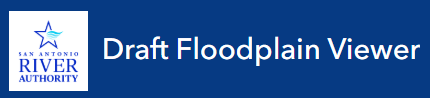 SAN ANTONIO
RIVER
AUTHORITY
Draft Floodplain Viewer